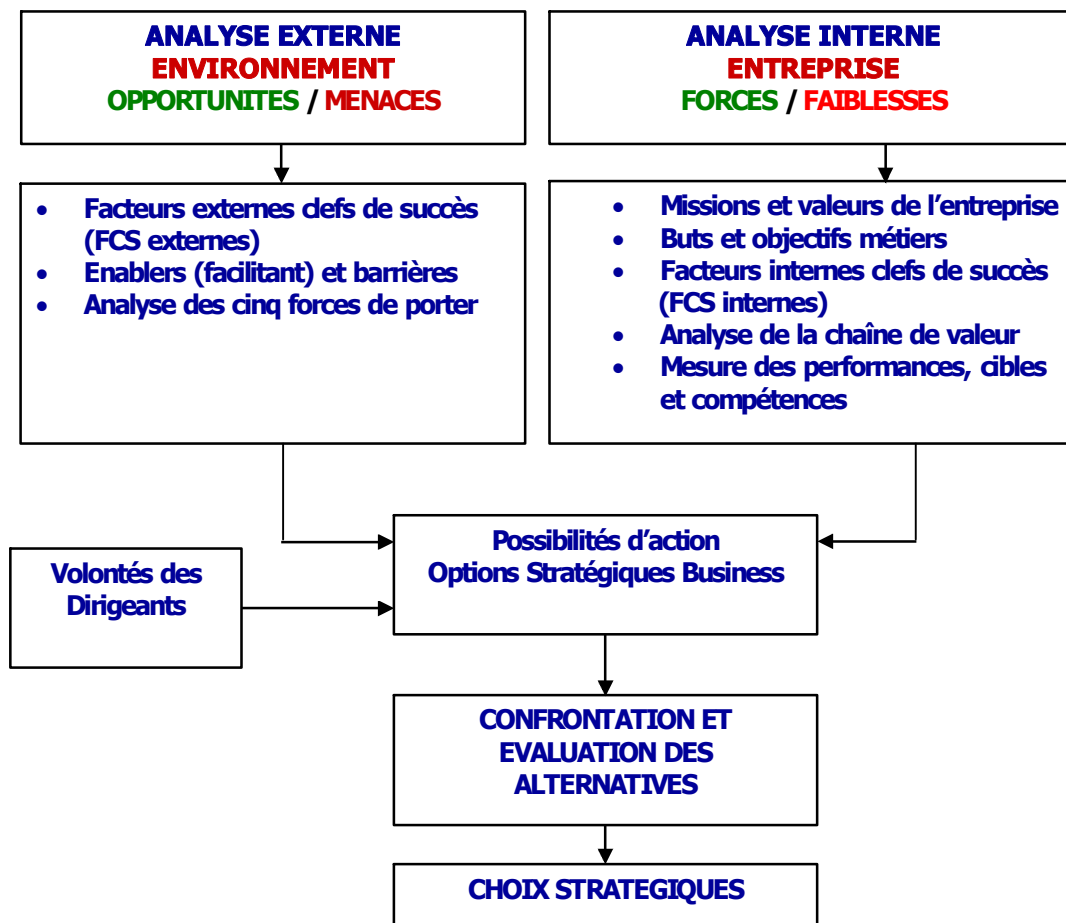 ANALYSE EXTERNE
ENVIRONNEMENT
OPPORTUNITES / MENACES
ANALYSE INTERNE
ENTREPRISE
FORCES / FAIBLESSES
• Facteurs externes clefs de succès
(FCS externes)
• Enablers (facilitant) et barrières
• Analyse des cinq forces de porter
• Missions et valeurs de l’entreprise
• Buts et objectifs métiers
• Facteurs internes clefs de succès
(FCS internes)
• Analyse de la chaîne de valeur
• Mesure des performances, cibles
et compétences
Possibilités d’action
Options Stratégiques Business
Volontés des
Dirigeants
CONFRONTATION ET
EVALUATION DES
ALTERNATIVES
CHOIX STRATEGIQUES